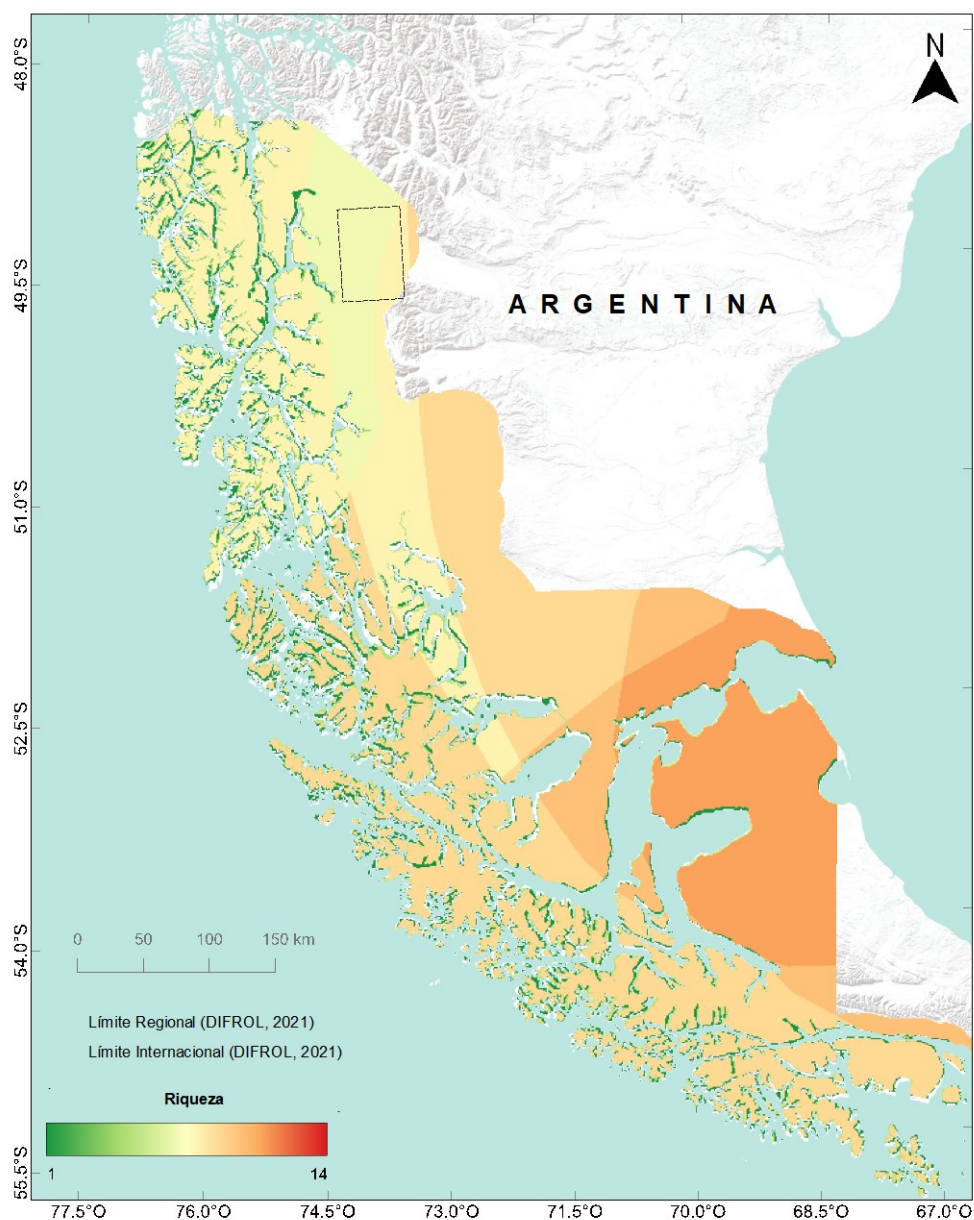 N
48.0°S
49.5°S
51.0°S
52.5°S
54.0°S
55.5°S
ARGENTINA
0 50 100 150 km
Límite Regional (DIFROL, 2021)
Límite Internacional (DIFROL, 2021)
Riqueza
1 14
77.5°O 76.0°O 74.5°O 73.0°O 71.5°O 70.0°O 68.5°O 67.0°O